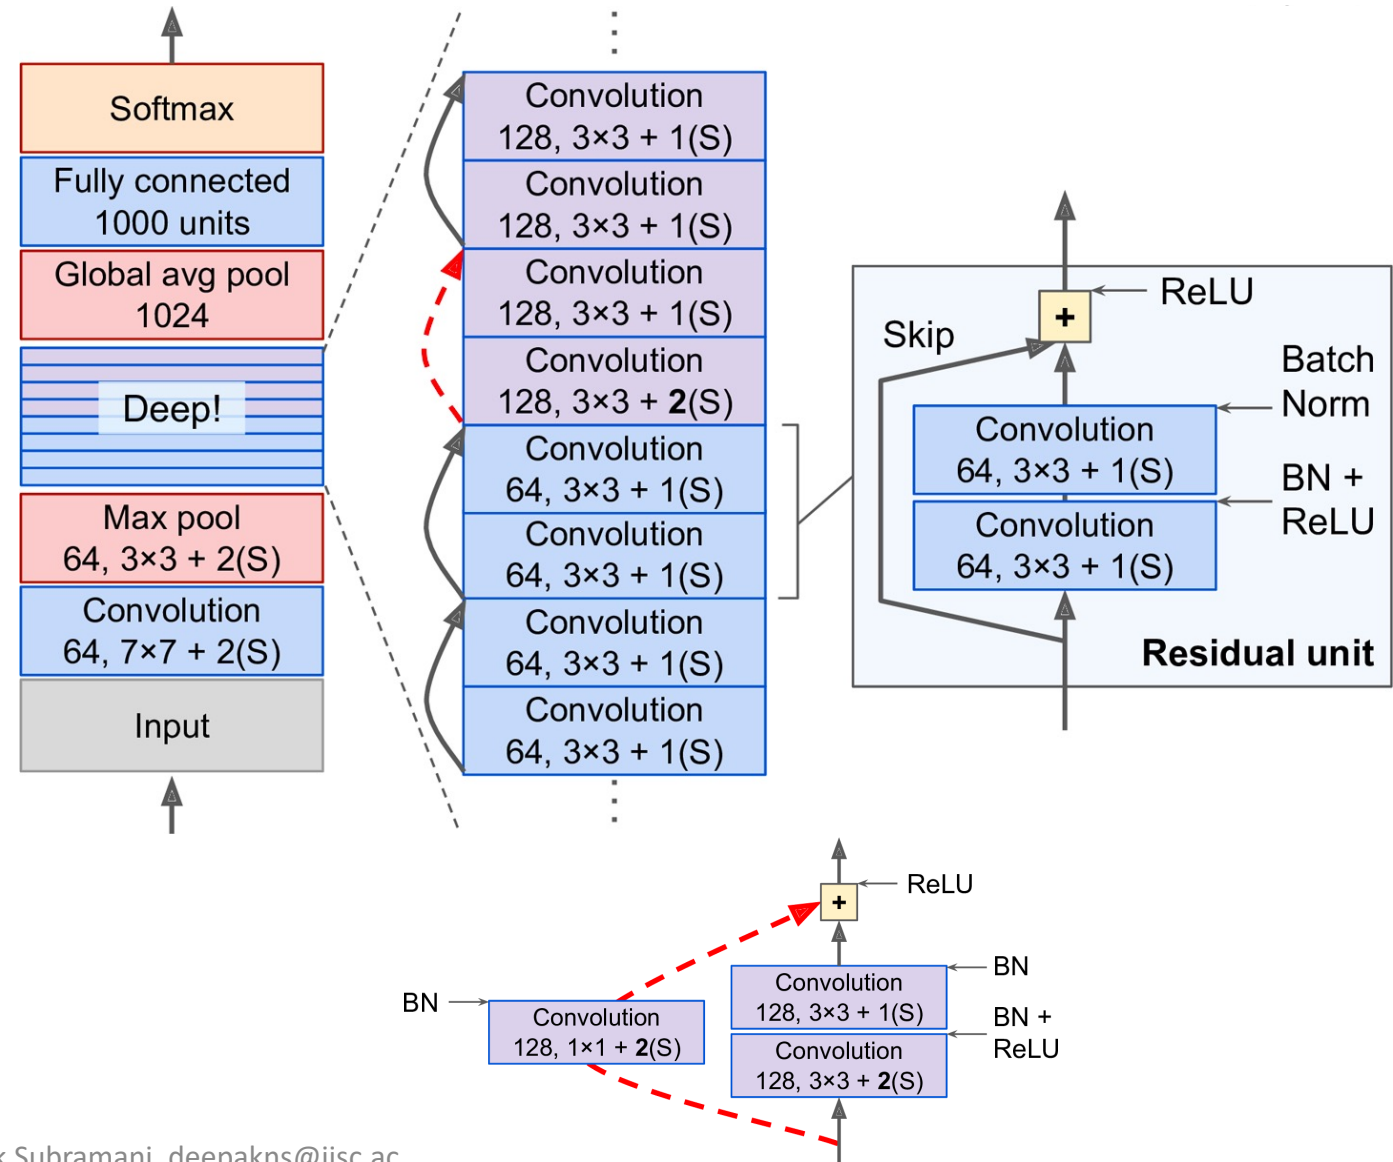 Softmax
Fully connected
1000 units
Global avg pool
1024
Deep!
Max pool
64, 3×3 + 2(S)
Convolution
64, 7×7 + 2(S)
Input
Convolution
128, 3×3 + 1(S)
Convolution
128, 3×3 + 1(S)
Convolution
128, 3×3 + 1(S)
Convolution
128, 3×3 + 2(S)
Convolution
64, 3×3 + 1(S)
Convolution
64, 3×3 + 1(S)
Convolution
64, 3×3 + 1(S)
Convolution
64, 3×3 + 1(S)
+
ReLU
Skip
Batch
Norm
Convolution
64, 3×3 + 1(S)
BN +
ReLU
Convolution
64, 3×3 + 1(S)
Residual unit
+
ReLU
BN
Convolution
128, 3×3 + 1(S)
BN
Convolution
128, 1×1 + 2(S)
BN +
ReLU
Convolution
128, 3×3 + 2(S)
Subramani, deepakns@iisc.ac